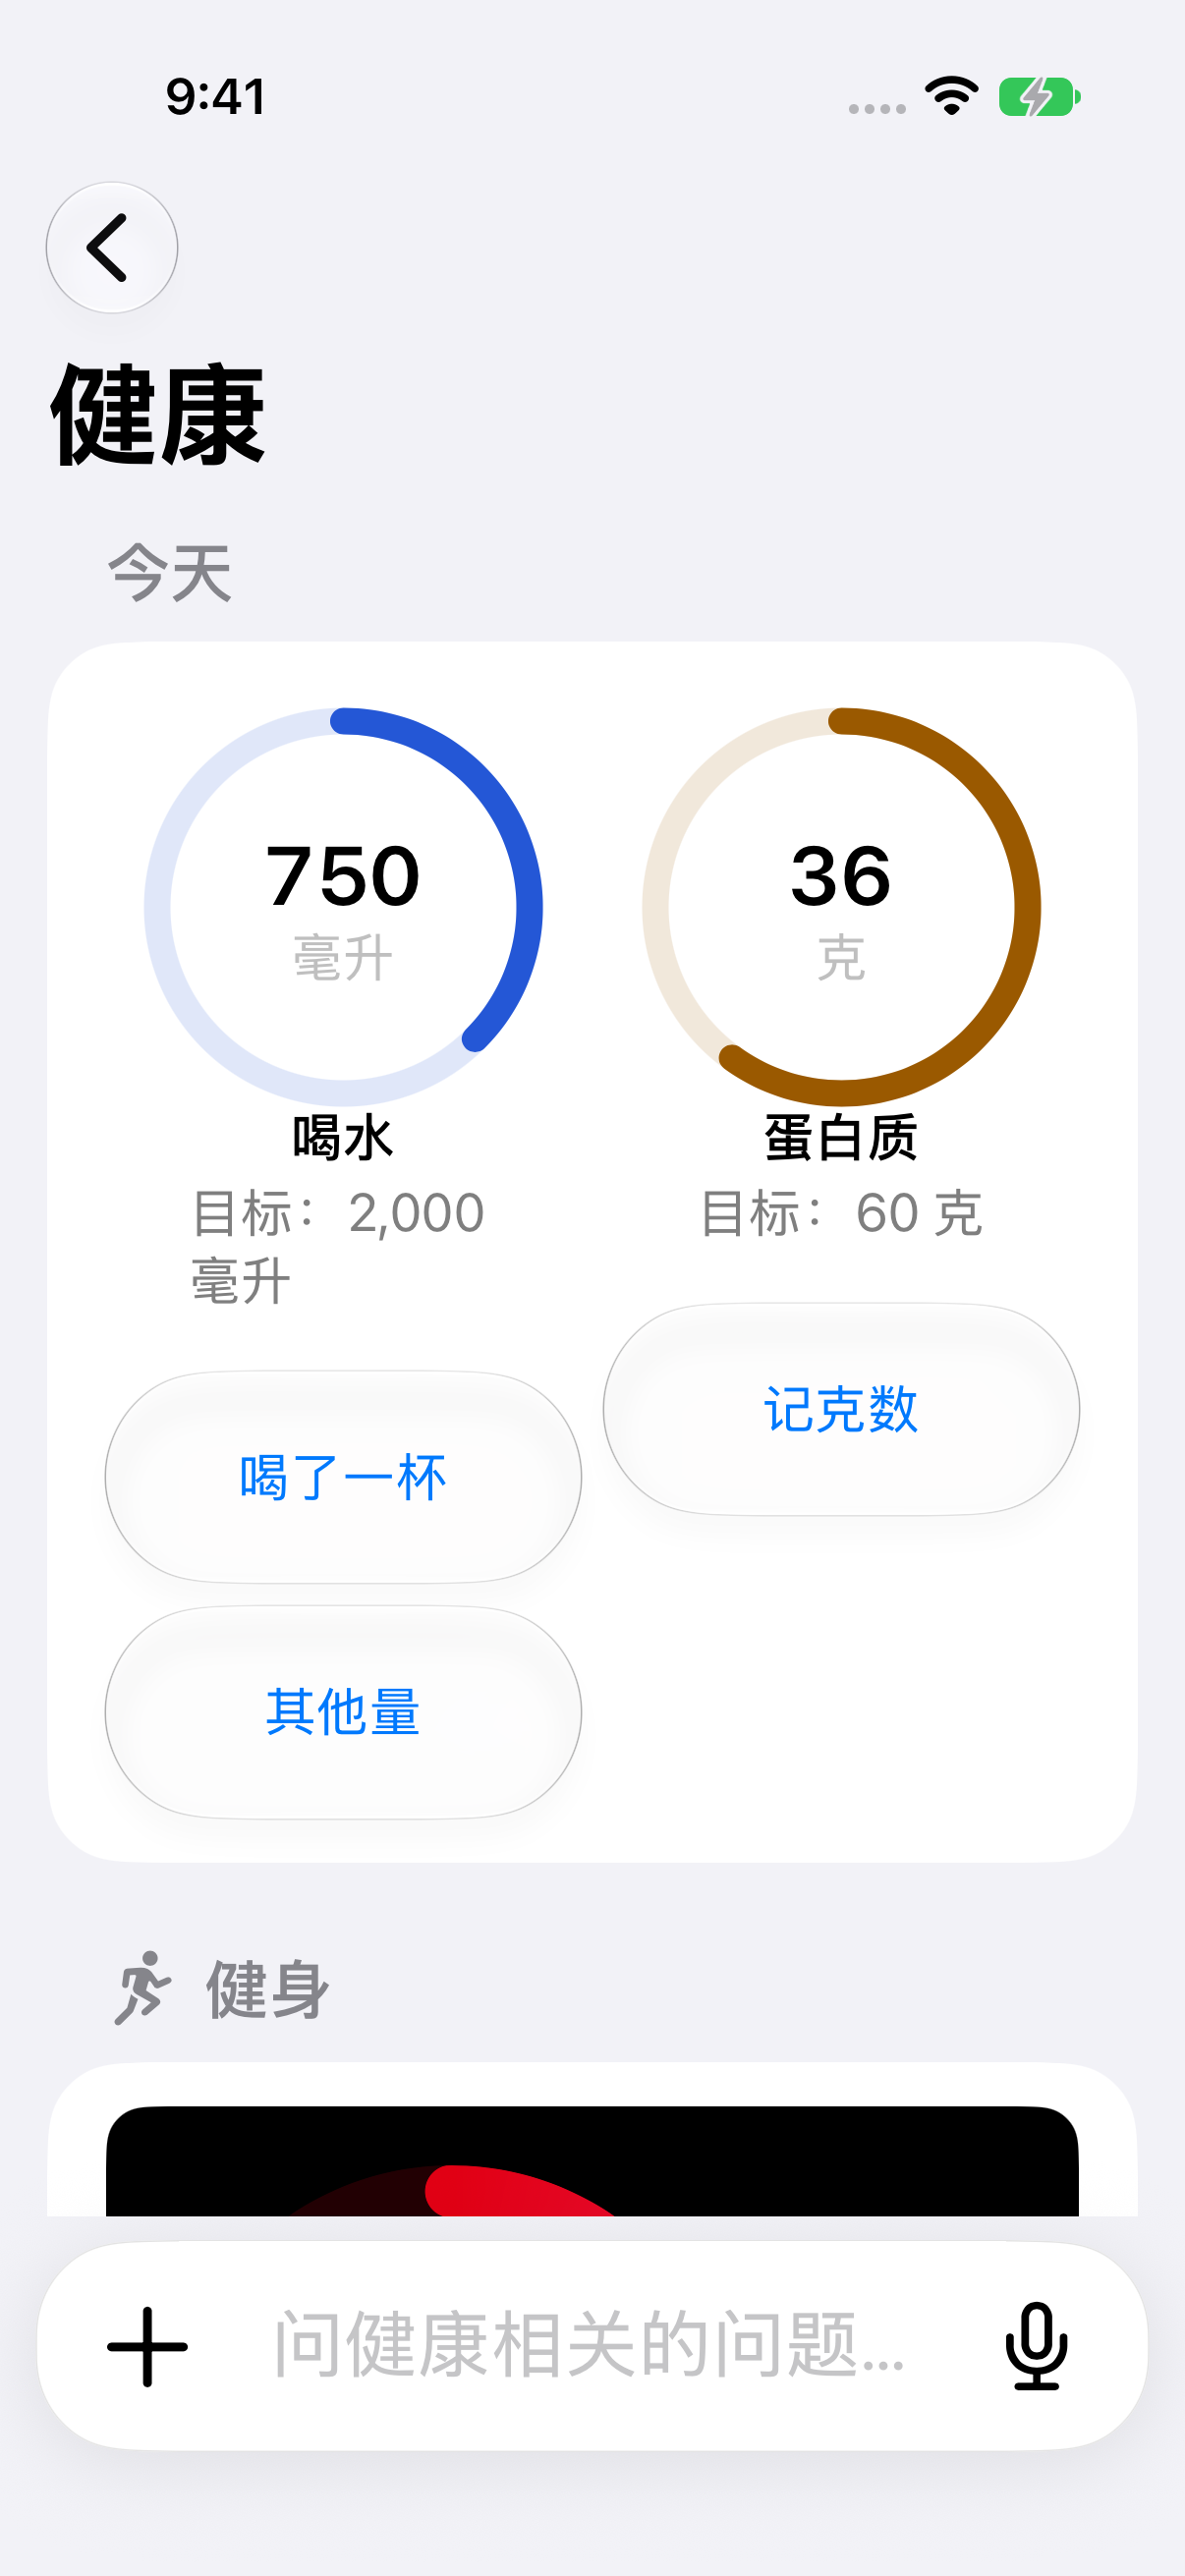 9:41
健康
今天
750
毫升
喝水
目标：2,000
毫升
喝了一杯
其他量
36
克
蛋白质
目标：60 克
记克数
健身
问健康相关的问题...